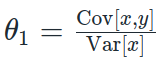 θ₁ = Cov[x,y] / Var[x]